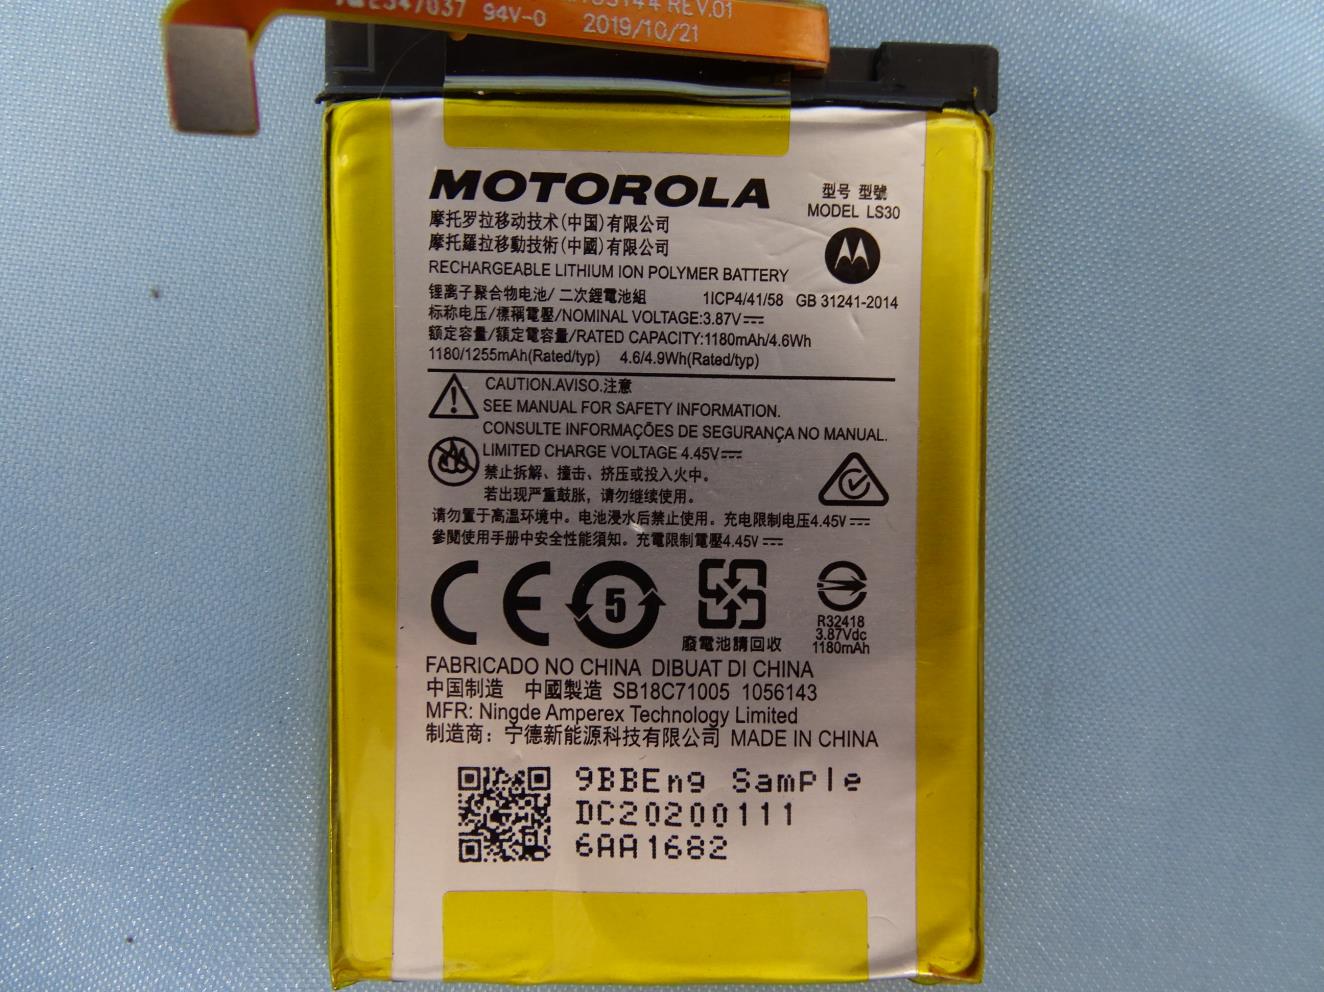 94V-0
REV.01
2019/10/21
MOTOROLA
型号 型號
MODEL LS30
摩托罗拉移动技术(中国)有限公司
摩托羅拉移動技術(中國)有限公司
RECHARGEABLE LITHIUM ION POLYMER BATTERY
锂离子聚合物电池/二次鋰電池組 1ICP4/41/58 GB 31241-2014
标称电压/標稱電壓/NOMINAL VOLTAGE:3.87V⎓
额定容量/額定電容量/RATED CAPACITY:1180mAh/4.6Wh
1180/1255mAh(Rated/typ) 4.6/4.9Wh(Rated/typ)
CAUTION.AVISO.注意
SEE MANUAL FOR SAFETY INFORMATION.
CONSULTE INFORMAÇÕES DE SEGURANÇA NO MANUAL.
LIMITED CHARGE VOLTAGE 4.45V⎓
禁止拆解、撞击、挤压或投入火中。
若出现严重鼓胀，请勿继续使用。
请勿置于高温环境中。电池浸水后禁止使用。充电限制电压4.45V⎓
參閱使用手册中安全性能須知。充電限制電壓4.45V⎓
CE
5
廢電池請回收
R32418
3.87Vdc
1180mAh
FABRICADO NO CHINA DIBUAT DI CHINA
中国制造 中國製造 SB18C71005 1056143
MFR: Ningde Amperex Technology Limited
制造商：宁德新能源科技有限公司 MADE IN CHINA
9BBEng Sample
DC20200111
6AA1682